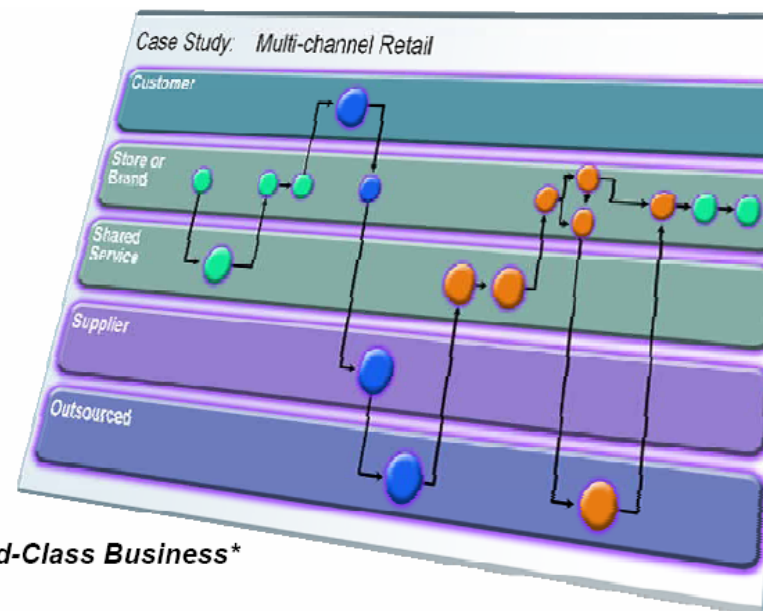 Case Study: Multi-channel Retail
Customer
Store or
Brand
Shared
Service
Supplier
Outsourced
d-Class Business*